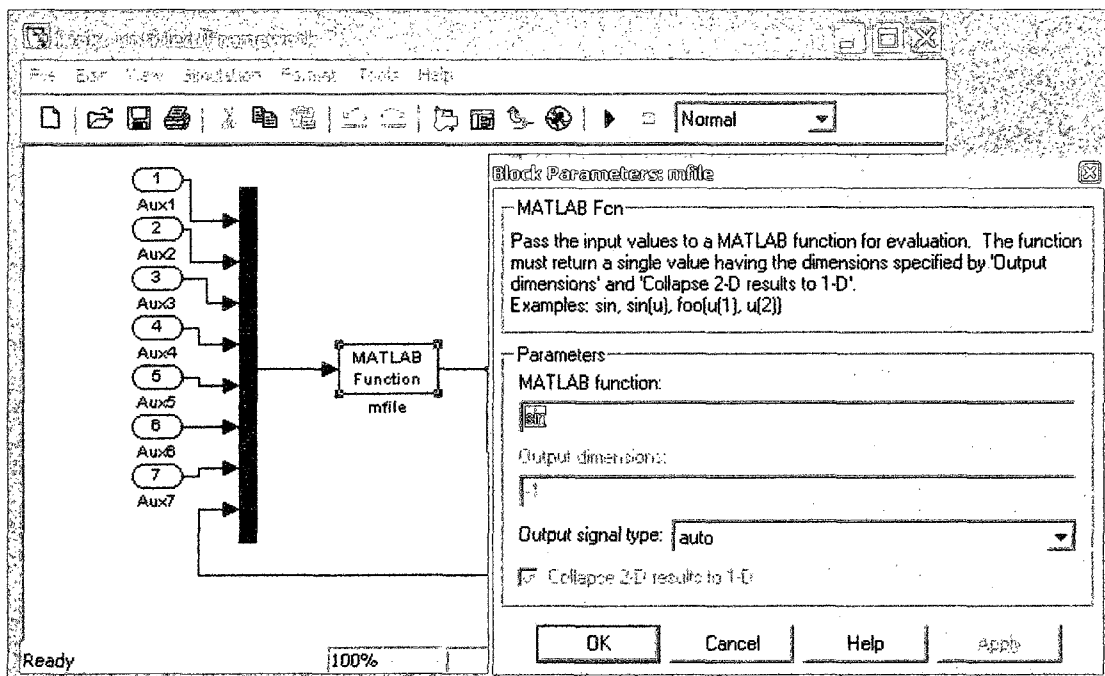 File Edit View Simulation Format Tools Help
Normal
1
Aux1
2
Aux2
3
Aux3
4
Aux4
5
Aux5
6
Aux6
7
Aux7
MATLAB
Function
mfile
Ready
100%
Block Parameters: mfile
MATLAB Fcn
Pass the input values to a MATLAB function for evaluation. The function
must return a single value having the dimensions specified by 'Output
dimensions' and 'Collapse 2-D results to 1-D'.
Examples: sin, sin(u), foo(u(1), u(2))
Parameters
MATLAB function:
sin
Output dimensions:
-1
Output signal type: auto
Collapse 2-D results to 1-D
OK Cancel Help Apply